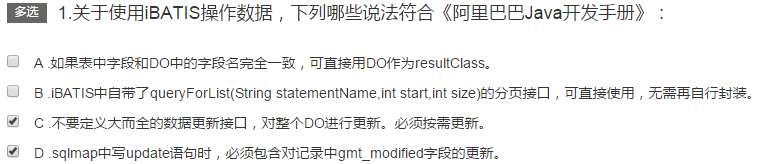 多选 1.关于使用iBATIS操作数据，下列哪些说法符合《阿里巴巴Java开发手册》：
A .如果表中字段和DO中的字段名完全一致，可直接用DO作为resultClass。
B .iBATIS中自带了queryForList(String statementName,int start,int size)的分页接口，可直接使用，无需再自行封装。
C .不要定义大而全的数据更新接口，对整个DO进行更新。必须按需更新。
D .sqlmap中写update语句时，必须包含对记录中gmt_modified字段的更新。